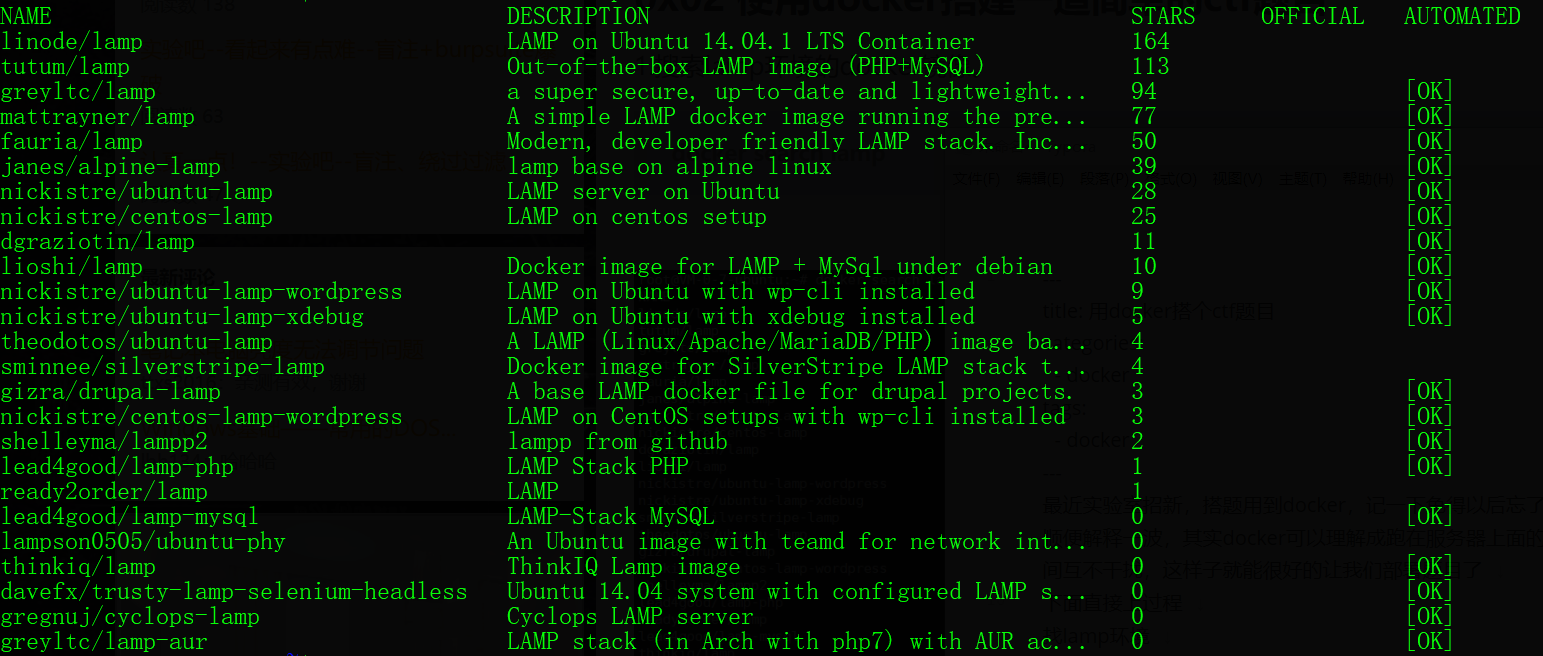 NAME DESCRIPTION STARS OFFICIAL AUTOMATED
linode/lamp LAMP on Ubuntu 14.04.1 LTS Container 164
tutum/lamp Out-of-the-box LAMP image (PHP+MySQL) 113
greyltc/lamp a super secure, up-to-date and lightweight... 94 [OK]
mattrayner/lamp A simple LAMP docker image running the pre... 77 [OK]
fauria/lamp Modern, developer friendly LAMP stack. Inc... 50 [OK]
janes/alpine-lamp lamp base on alpine linux 39 [OK]
nickistre/ubuntu-lamp LAMP server on Ubuntu 28 [OK]
nickistre/centos-lamp LAMP on centos setup 25 [OK]
dgraziotin/lamp 11 [OK]
lioshi/lamp Docker image for LAMP + MySql under debian 10 [OK]
nickistre/ubuntu-lamp-wordpress LAMP on Ubuntu with wp-cli installed 9 [OK]
nickistre/ubuntu-lamp-xdebug LAMP on Ubuntu with xdebug installed 5 [OK]
theodotos/ubuntu-lamp A LAMP (Linux/Apache/MariaDB/PHP) image ba... 4
sminnee/silverstripe-lamp Docker image for SilverStripe LAMP stack t... 4
gizra/drupal-lamp A base LAMP docker file for drupal projects. 3 [OK]
nickistre/centos-lamp-wordpress LAMP on CentOS setups with wp-cli installed 3 [OK]
shelleyma/lampp2 lampp from github 2 [OK]
lead4good/lamp-php LAMP Stack PHP 1 [OK]
ready2order/lamp LAMP 1
lead4good/lamp-mysql LAMP-Stack MySQL 0 [OK]
lampson0505/ubuntu-phy An Ubuntu image with teamd for network int... 0
thinkiq/lamp ThinkIQ Lamp image 0 [OK]
davefx/trusty-lamp-selenium-headless Ubuntu 14.04 system with configured LAMP s... 0 [OK]
gregnuj/cyclops-lamp Cyclops LAMP server 0 [OK]
greyltc/lamp-aur LAMP stack (in Arch with php7) with AUR ac... 0 [OK]